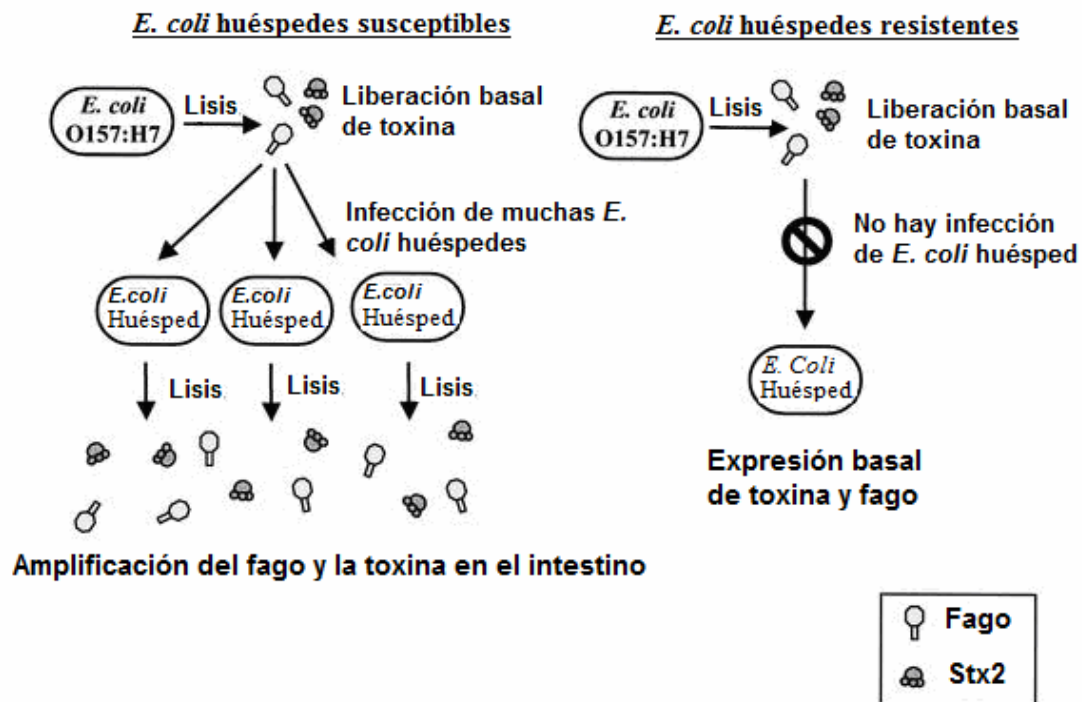 E. coli huéspedes susceptibles
E. coli
O157:H7
Lisis
Liberación basal
de toxina
Infección de muchas E.
coli huéspedes
E.coli
Huésped
E.coli
Huésped
E.coli
Huésped
Lisis
Lisis
Lisis
Amplificación del fago y la toxina en el intestino
E. coli huéspedes resistentes
E. coli
O157:H7
Lisis
Liberación basal
de toxina
No hay infección
de E. coli huésped
E. Coli
Huésped
Expresión basal
de toxina y fago
Fago
Stx2